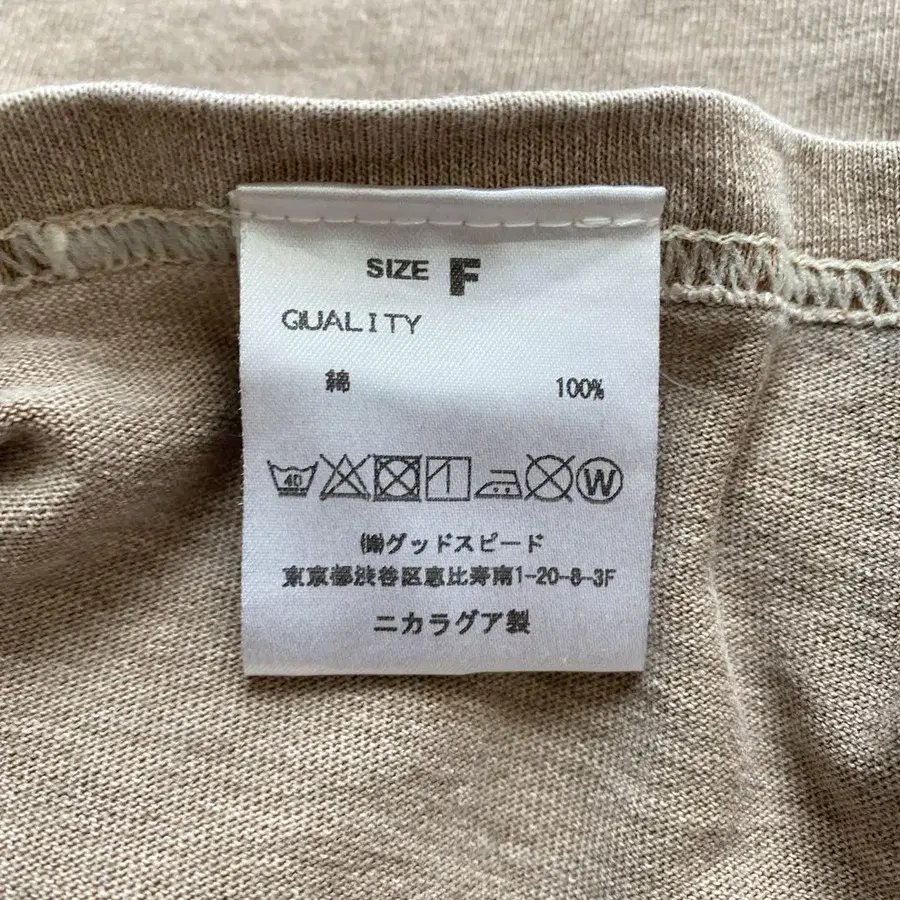 SIZE F
QUALITY
綿 100%
40 W
㈱グッドスピード
東京都渋谷区恵比寿南1-20-8-3F
ニカラグア製